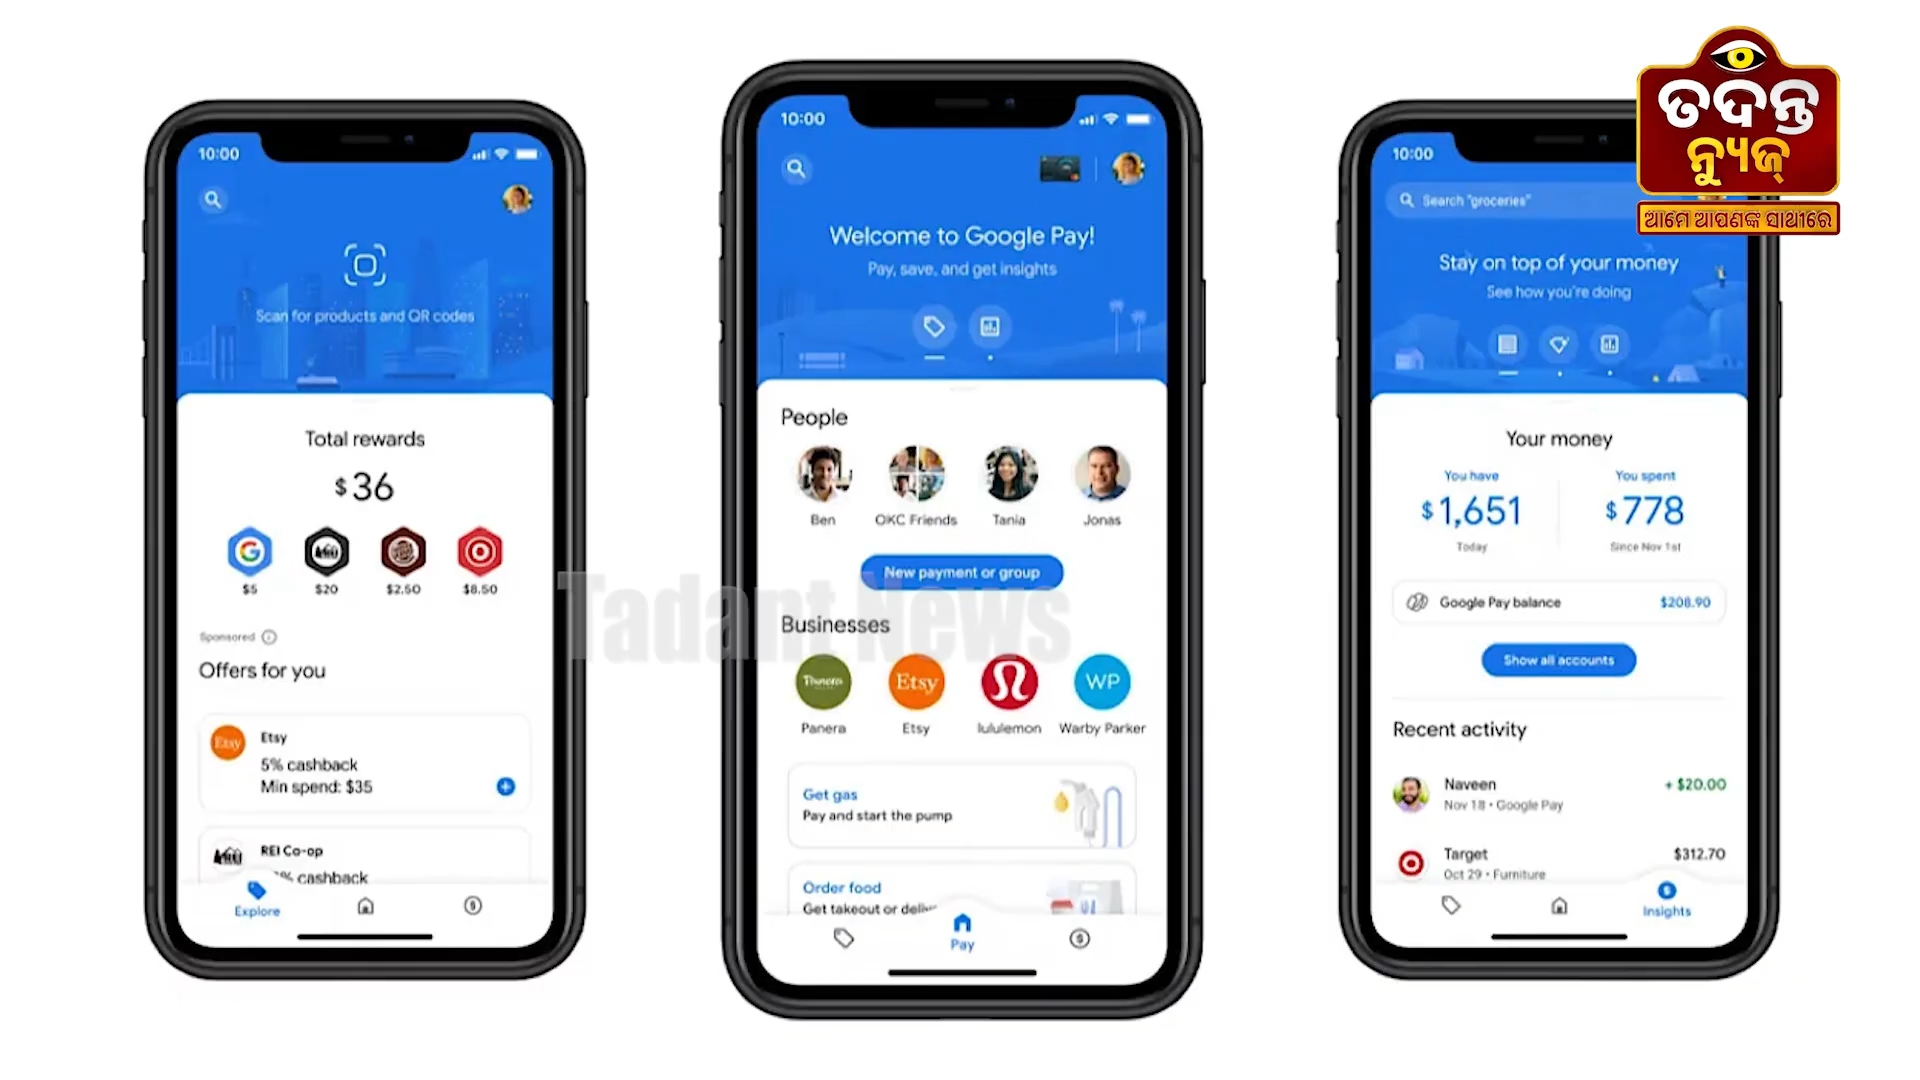 10:00
Scan for products and QR codes
Total rewards
$36
$5
$20
$2.50
$8.50
Sponsored
Offers for you
Etsy
Etsy
5% cashback
Min spend: $35
REI
REI Co-op
% cashback
Explore
10:00
Welcome to Google Pay!
Pay, save, and get insights
People
Ben
OKC Friends
Tania
Jonas
New payment or group
Businesses
Panera
Etsy
WP
Panera
Etsy
lululemon
Warby Parker
Get gas
Pay and start the pump
Order food
Get takeout or
Pay
10:00
Search "groceries"
Stay on top of your money
See how you're doing
Your money
You have
You spent
$1,651
$778
Today
Since Nov 1st
Google Pay balance
$208.90
Show all accounts
Recent activity
Naveen
+ $20.00
Nov 18 • Google Pay
Target
$312.70
Oct 29 • Furniture
Insights
ତଦନ୍ତ
ନ୍ୟୁଜ୍
ଆମେ ଆପଣଙ୍କ ସାଥୀରେ
Tadant News